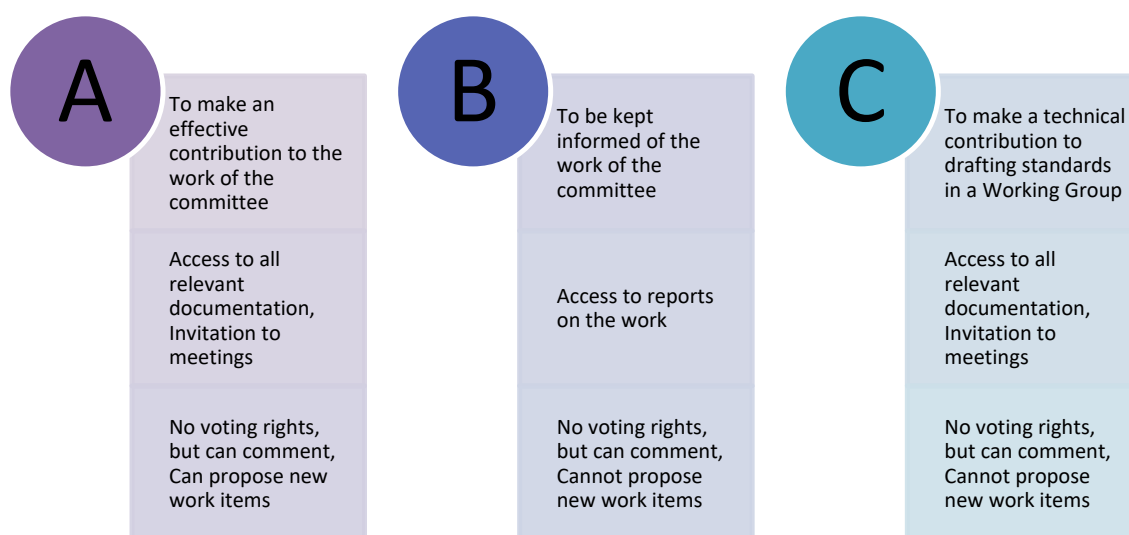 A
To make an
effective
contribution to the
work of the
committee
Access to all
relevant
documentation,
Invitation to
meetings
No voting rights,
but can comment,
Can propose new
work items
B
To be kept
informed of the
work of the
committee
Access to reports
on the work
No voting rights,
but can comment,
Cannot propose
new work items
C
To make a technical
contribution to
drafting standards
in a Working Group
Access to all
relevant
documentation,
Invitation to
meetings
No voting rights,
but can comment,
Cannot propose
new work items